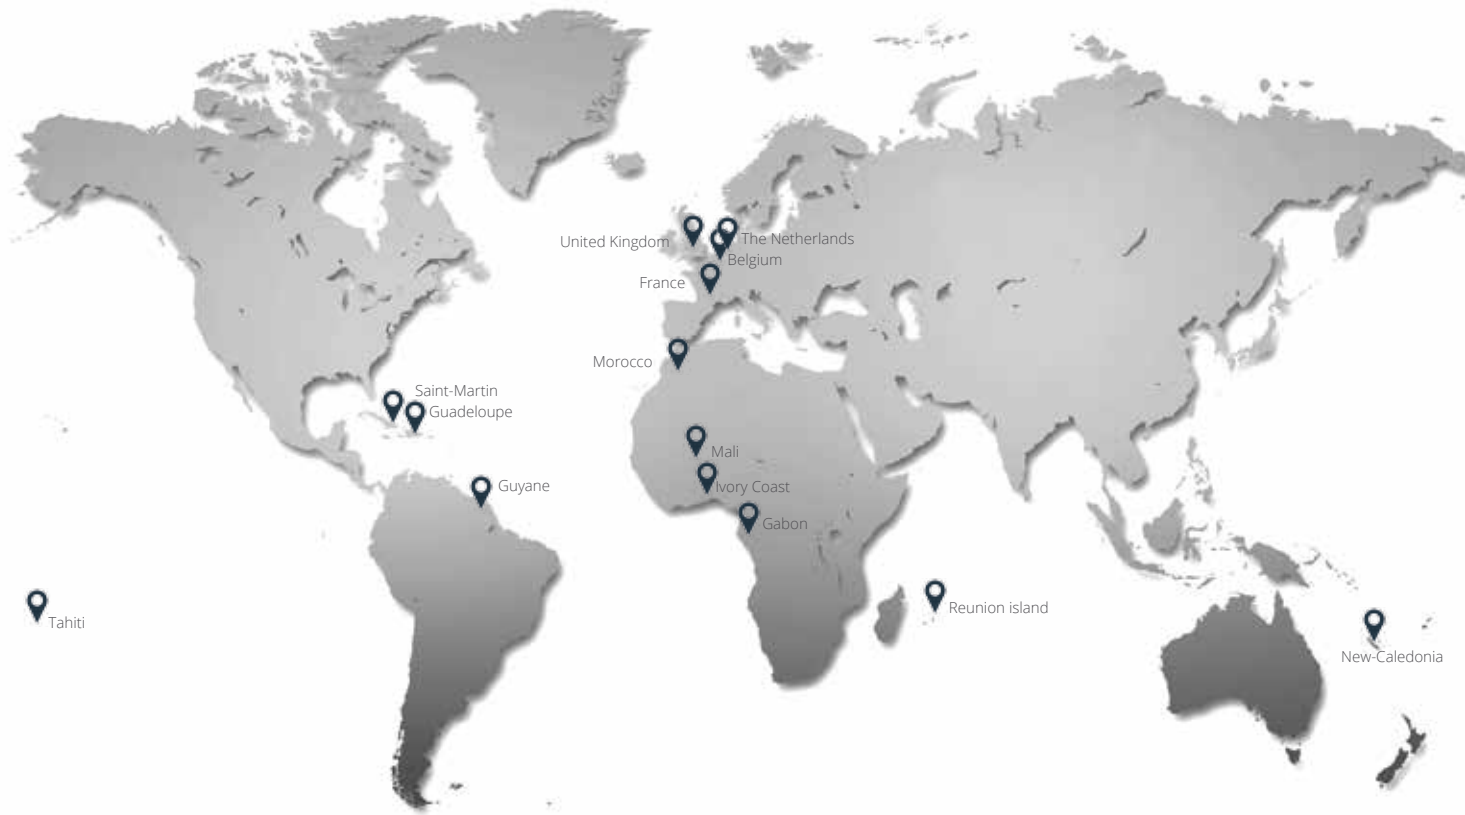 United Kingdom
The Netherlands
Belgium
France
Morocco
Saint-Martin
Guadeloupe
Mali
Guyane
Ivory Coast
Gabon
Reunion island
Tahiti
New-Caledonia